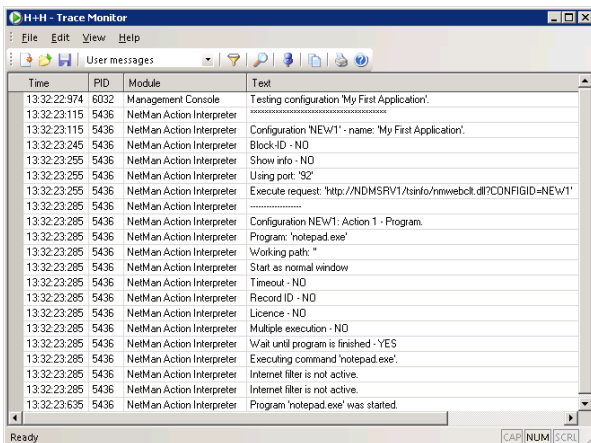 H+H - Trace Monitor
File Edit View Help
User messages
Time PID Module Text
13:32:22:974 6032 Management Console Testing configuration 'My First Application'.
13:32:23:115 5436 NetMan Action Interpreter
13:32:23:115 5436 NetMan Action Interpreter Configuration 'NEW1' - name: 'My First Application'.
13:32:23:245 5436 NetMan Action Interpreter Block-ID - NO
13:32:23:255 5436 NetMan Action Interpreter Show info - NO
13:32:23:255 5436 NetMan Action Interpreter Using port: '92'
13:32:23:255 5436 NetMan Action Interpreter Execute request: 'http://NDMSRV1/tsinfo/nmwebclt.dll?CONFIGID=NEW1'
13:32:23:285 5436 NetMan Action Interpreter -------------------
13:32:23:285 5436 NetMan Action Interpreter Configuration NEW1: Action 1 - Program.
13:32:23:285 5436 NetMan Action Interpreter Program: 'notepad.exe'
13:32:23:285 5436 NetMan Action Interpreter Working path: ''
13:32:23:285 5436 NetMan Action Interpreter Start as normal window
13:32:23:285 5436 NetMan Action Interpreter Timeout - NO
13:32:23:285 5436 NetMan Action Interpreter Record ID - NO
13:32:23:285 5436 NetMan Action Interpreter Licence - NO
13:32:23:285 5436 NetMan Action Interpreter Multiple execution - NO
13:32:23:285 5436 NetMan Action Interpreter Wait until program is finished - YES
13:32:23:285 5436 NetMan Action Interpreter Executing command 'notepad.exe'.
13:32:23:285 5436 NetMan Action Interpreter Internet filter is not active.
13:32:23:285 5436 NetMan Action Interpreter Internet filter is not active.
13:32:23:635 5436 NetMan Action Interpreter Program 'notepad.exe' was started.
Ready CAP NUM SCRL